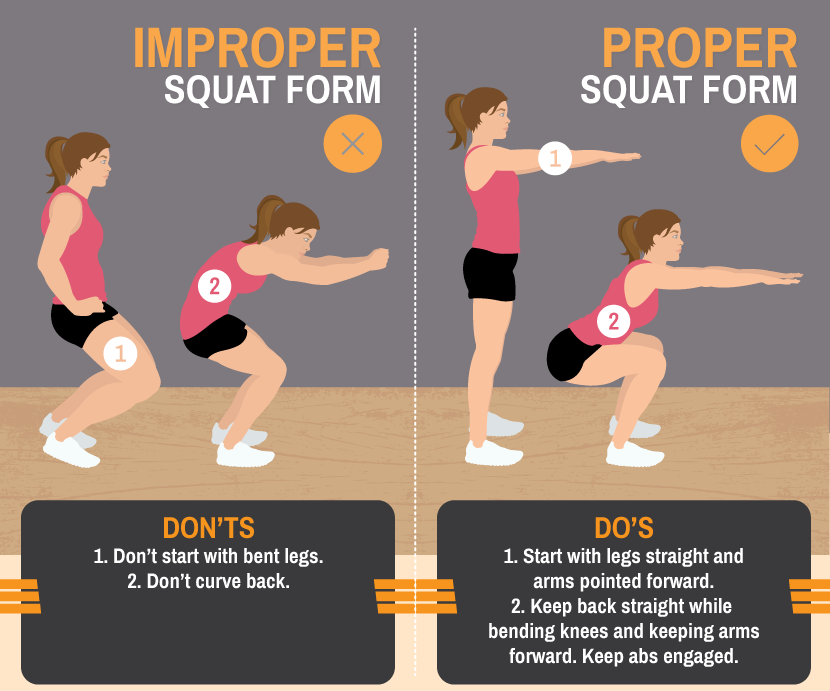 IMPROPER
SQUAT FORM
1
2
DON'TS
1. Don't start with bent legs.
2. Don't curve back.
PROPER
SQUAT FORM
1
2
DO'S
1. Start with legs straight and
arms pointed forward.
2. Keep back straight while
bending knees and keeping arms
forward. Keep abs engaged.